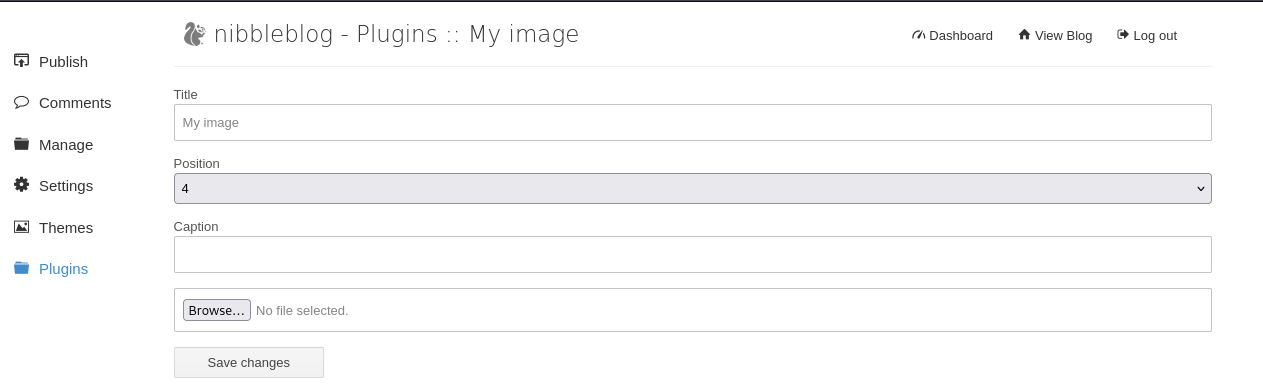 nibbleblog - Plugins :: My image
Dashboard View Blog Log out
Publish
Comments
Manage
Settings
Themes
Plugins
Title
My image
Position
4
Caption
Browse... No file selected.
Save changes